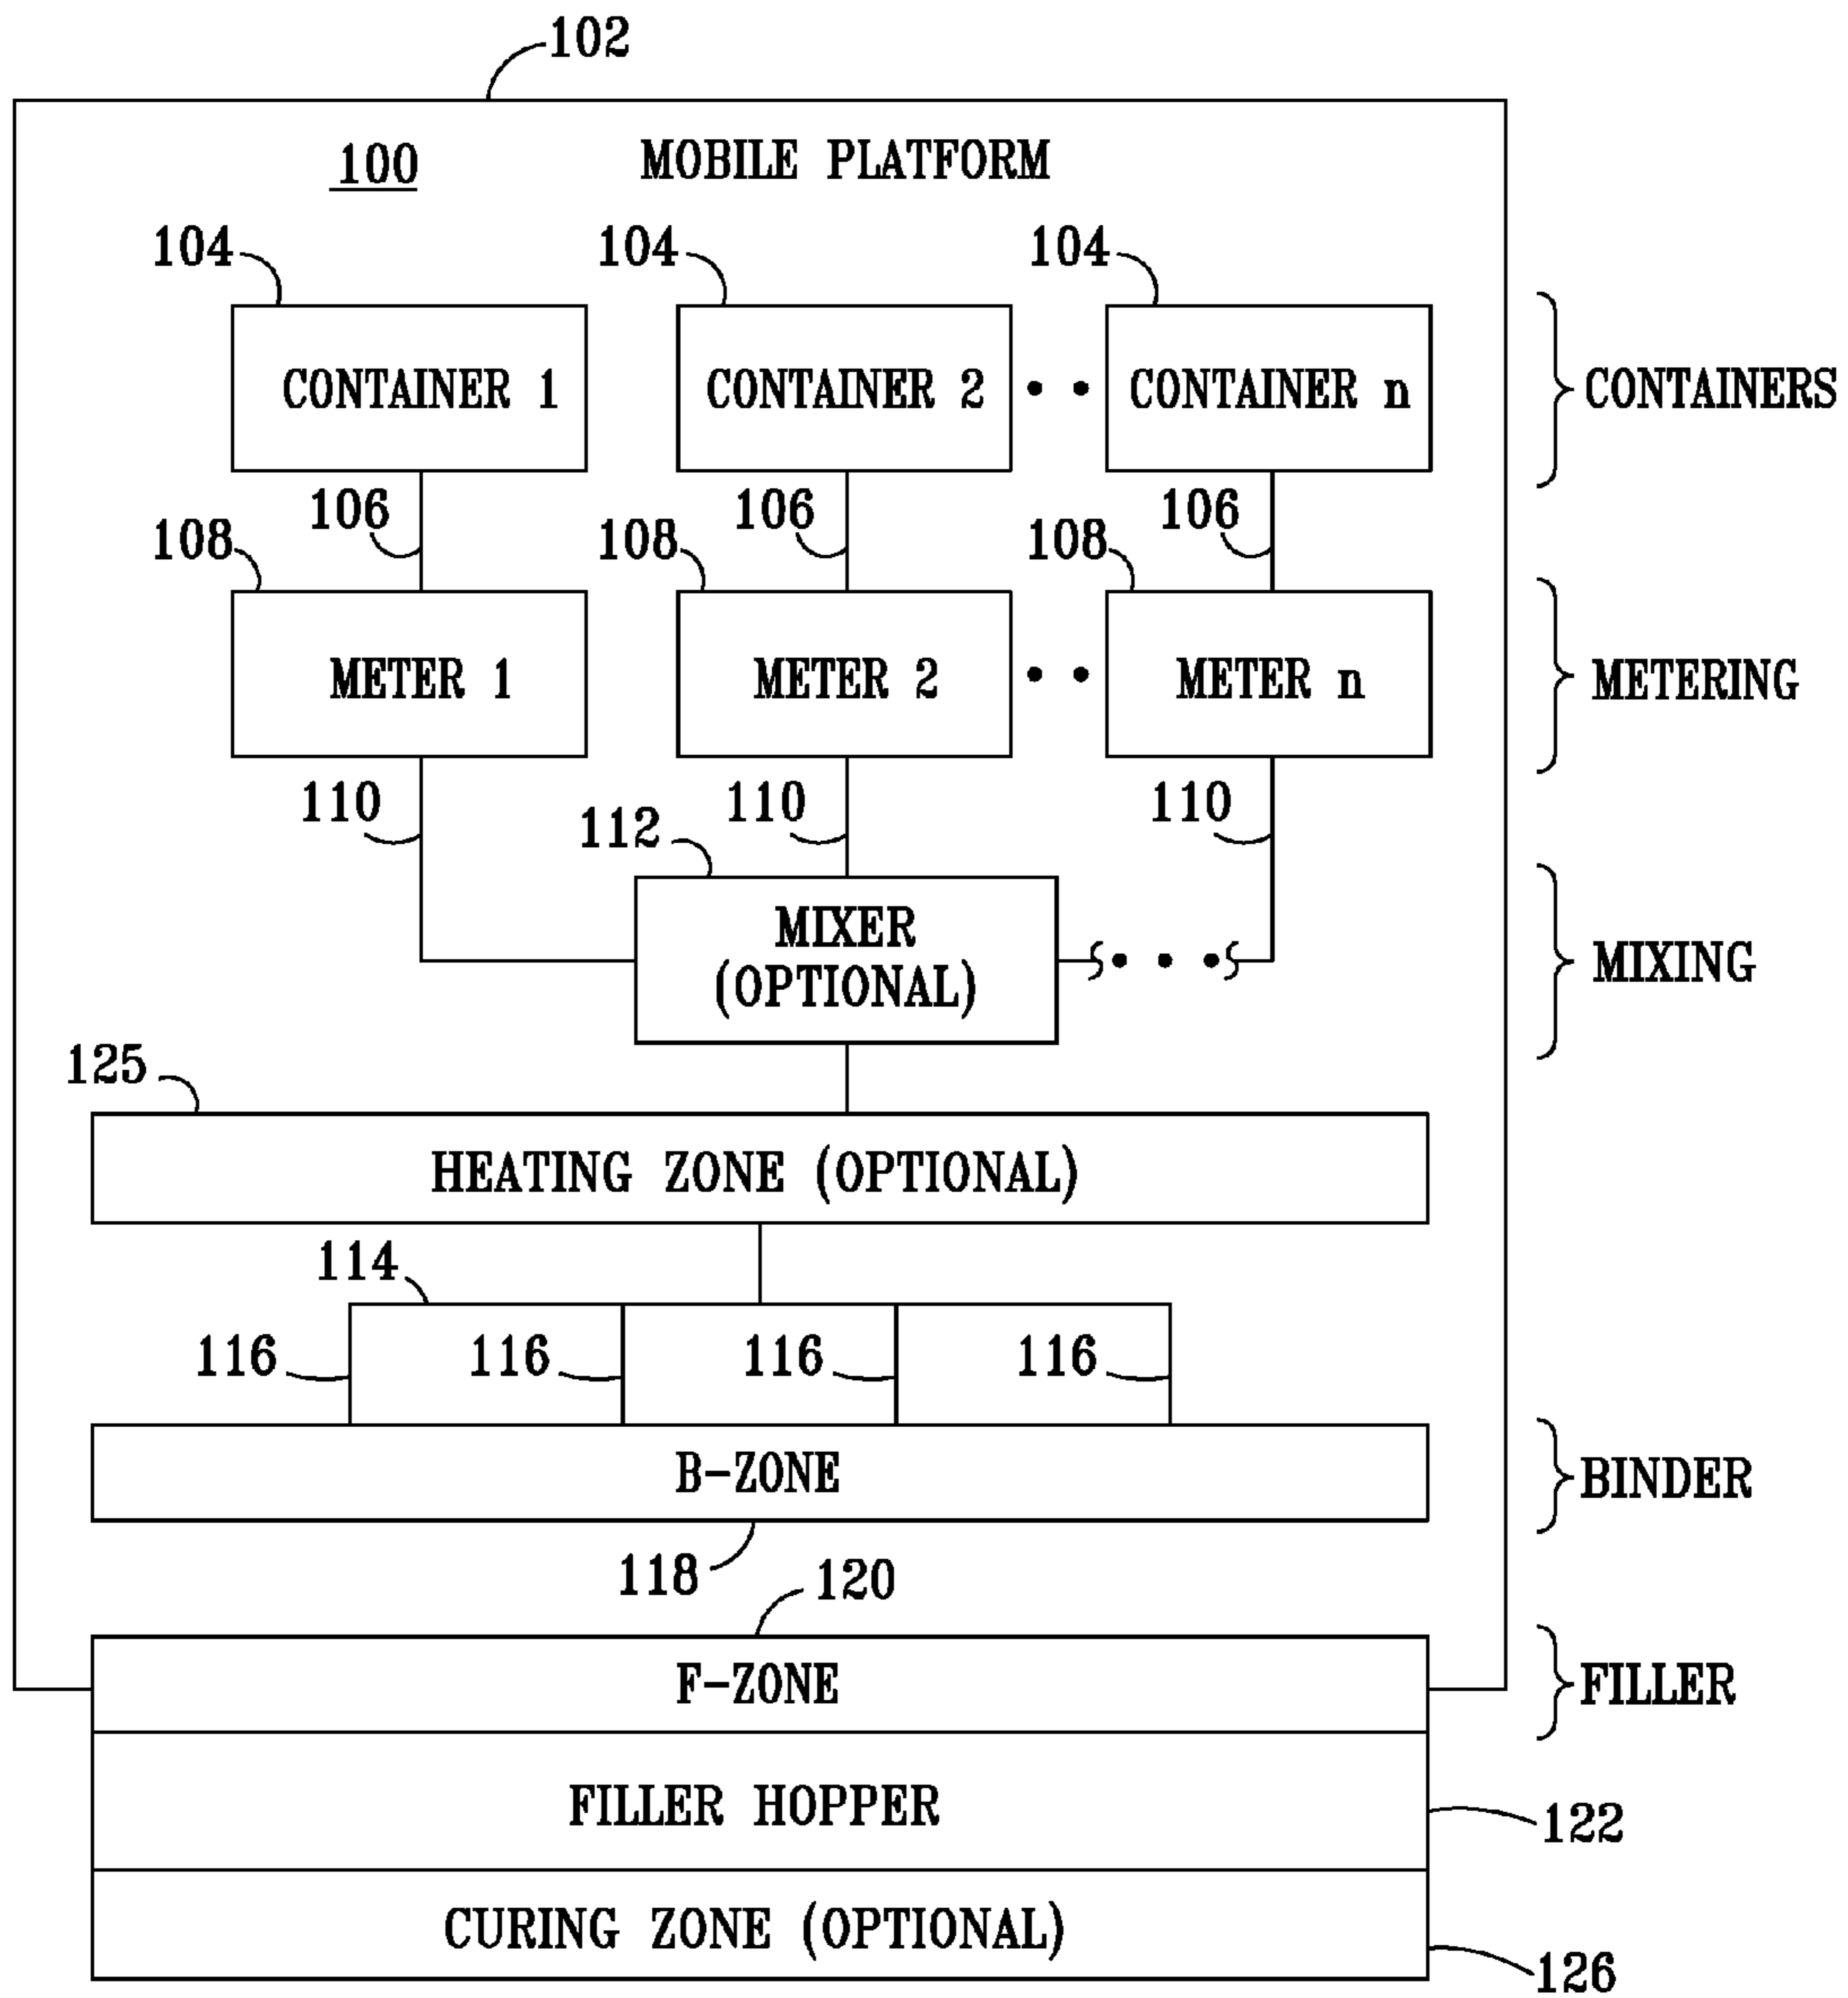 102
100 MOBILE PLATFORM
104 104 104
CONTAINER 1 CONTAINER 2 CONTAINER n CONTAINERS
106 106 106
108 108 108
METER 1 METER 2 METER n METERING
110 110 110
112
MIXER
(OPTIONAL)
MIXING
125
HEATING ZONE (OPTIONAL)
114
116 116 116 116
B-ZONE BINDER
118 120
F-ZONE FILLER
FILLER HOPPER 122
CURING ZONE (OPTIONAL)
126